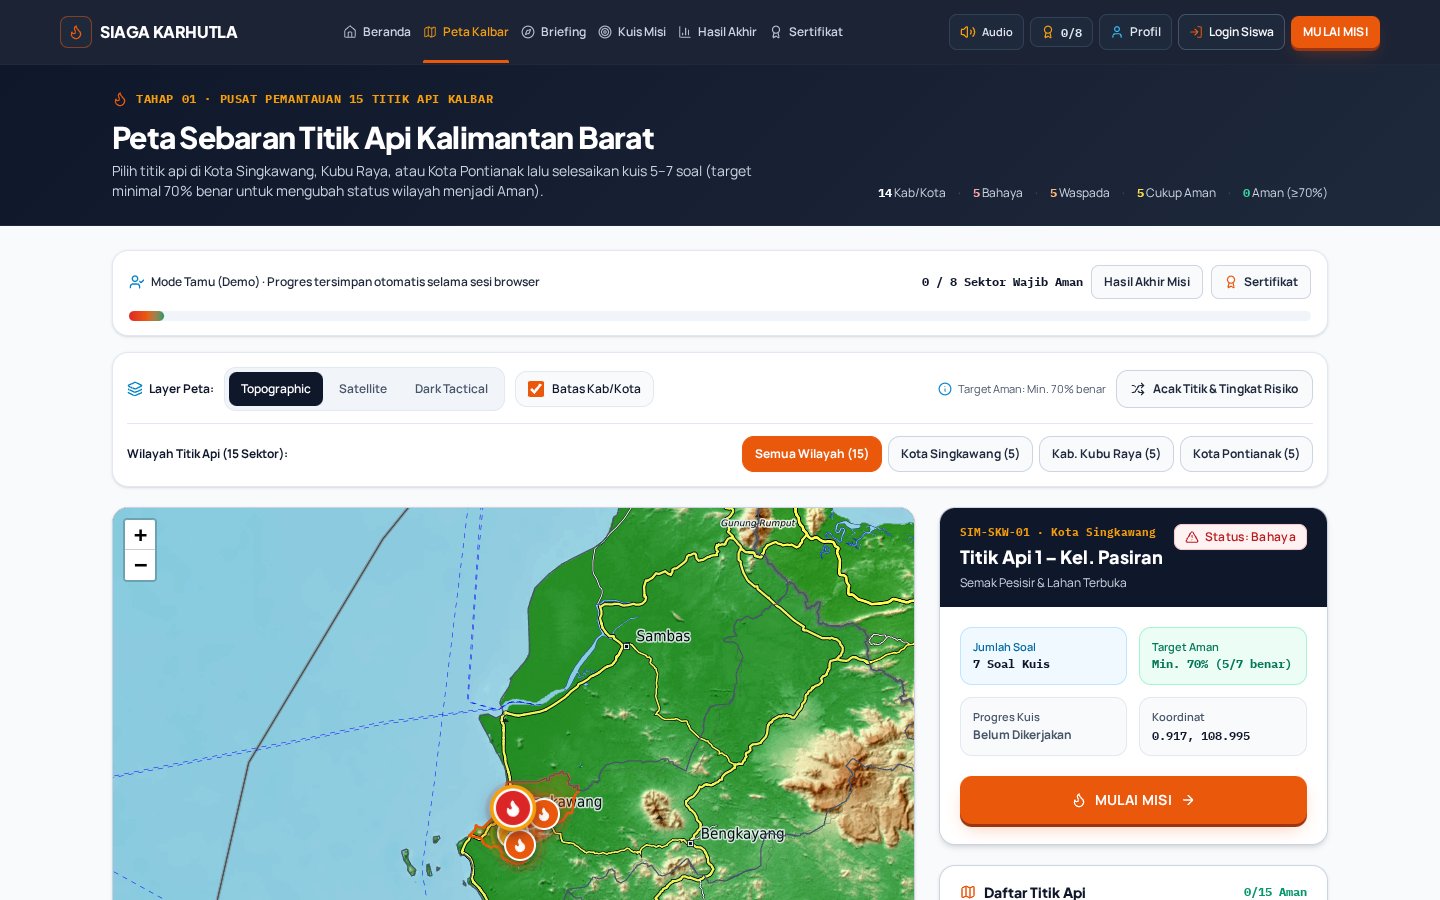 SIAGA KARHUTLA
Beranda
Peta Kalbar
Briefing
Kuis Misi
Hasil Akhir
Sertifikat
Audio
0/8
Profil
Login Siswa
MULAI MISI
TAHAP 01 · PUSAT PEMANTAUAN 15 TITIK API KALBAR
Peta Sebaran Titik Api Kalimantan Barat
Pilih titik api di Kota Singkawang, Kubu Raya, atau Kota Pontianak lalu selesaikan kuis 5–7 soal (target
minimal 70% benar untuk mengubah status wilayah menjadi Aman).
14 Kab/Kota · 5 Bahaya · 5 Waspada · 5 Cukup Aman · 0 Aman (≥70%)
Mode Tamu (Demo) · Progres tersimpan otomatis selama sesi browser
0 / 8 Sektor Wajib Aman
Hasil Akhir Misi
Sertifikat
Layer Peta:
Topographic
Satellite
Dark Tactical
Batas Kab/Kota
Target Aman: Min. 70% benar
Acak Titik & Tingkat Risiko
Wilayah Titik Api (15 Sektor):
Semua Wilayah (15)
Kota Singkawang (5)
Kab. Kubu Raya (5)
Kota Pontianak (5)
+
−
Gunung Rumput
Sambas
Bengkayang
SIM-SKW-01 · Kota Singkawang
Status: Bahaya
Titik Api 1 – Kel. Pasiran
Semak Pesisir & Lahan Terbuka
Jumlah Soal
7 Soal Kuis
Target Aman
Min. 70% (5/7 benar)
Progres Kuis
Belum Dikerjakan
Koordinat
0.917, 108.995
MULAI MISI →
Daftar Titik Api
0/15 Aman